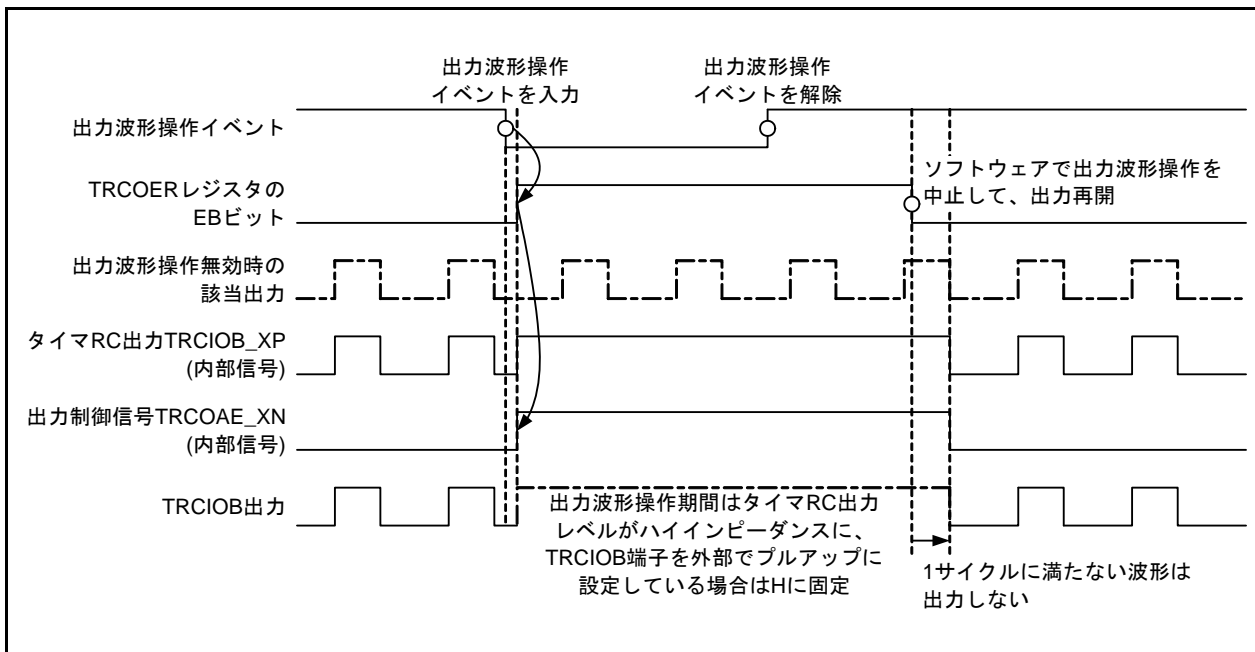 出力波形操作
イベントを入力
出力波形操作
イベントを解除
出力波形操作イベント
TRCOERレジスタの
EBビット
ソフトウェアで出力波形操作を
中止して、出力再開
出力波形操作無効時の
該当出力
タイマRC出力TRCIOB_XP
(内部信号)
出力制御信号TRCOAE_XN
(内部信号)
TRCIOB出力
出力波形操作期間はタイマRC出力
レベルがハイインピーダンスに、
TRCIOB端子を外部でプルアップに
設定している場合はHに固定
1サイクルに満たない波形は
出力しない